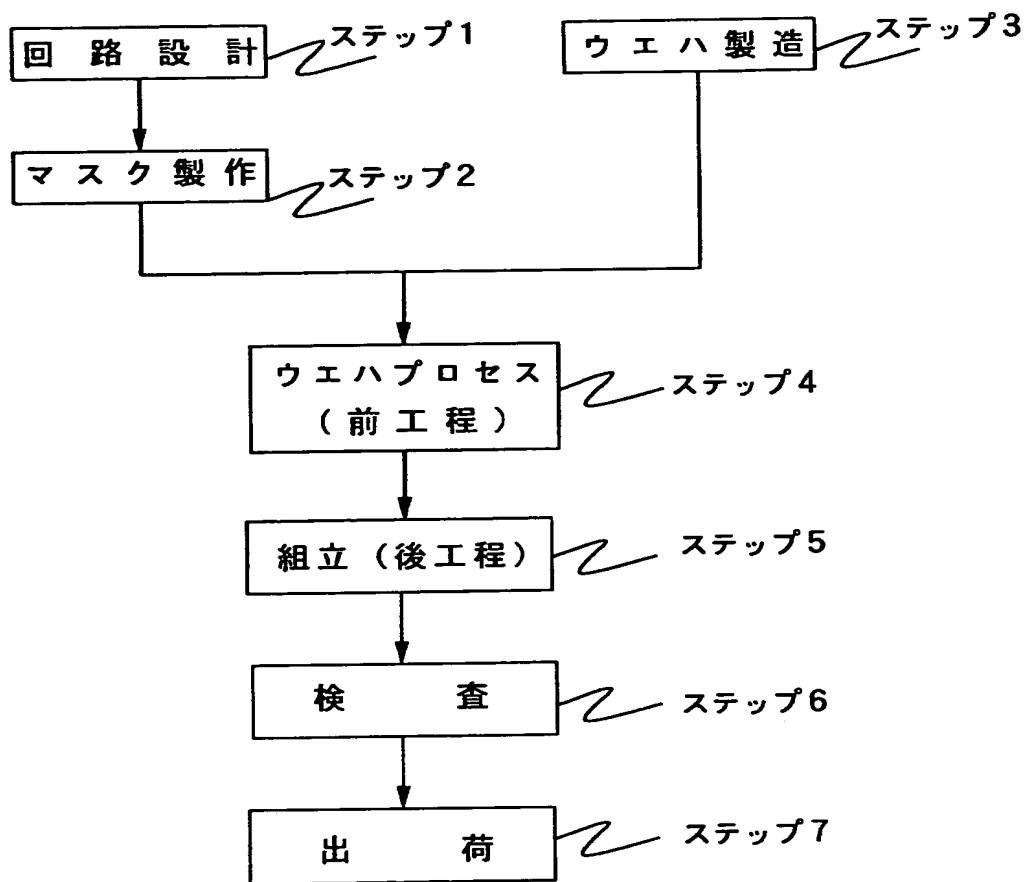 回路設計
ステップ1
ウエハ製造
ステップ3
マスク製作
ステップ2
ウエハプロセス
(前工程)
ステップ4
組立(後工程)
ステップ5
検査
ステップ6
出荷
ステップ7